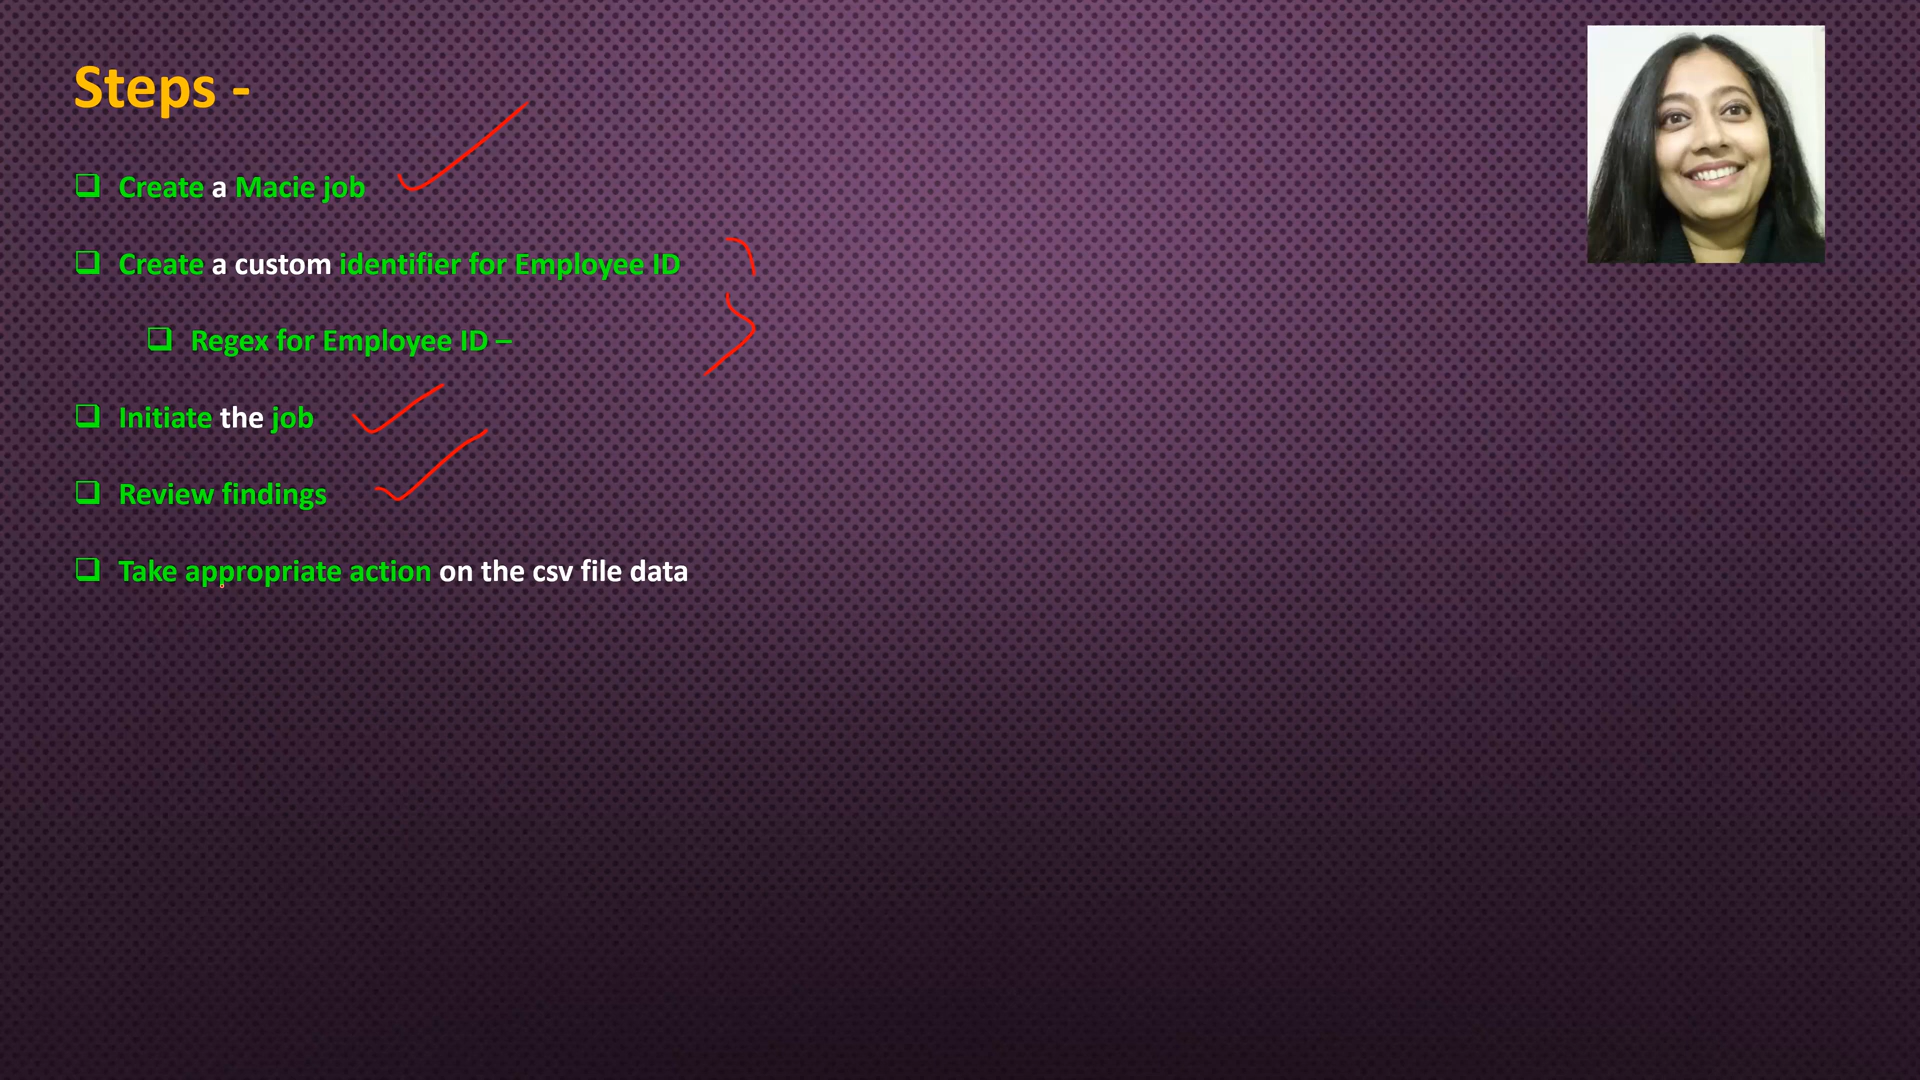 Steps -
Create a Macie job
Create a custom identifier for Employee ID
Regex for Employee ID –
Initiate the job
Review findings
Take appropriate action on the csv file data